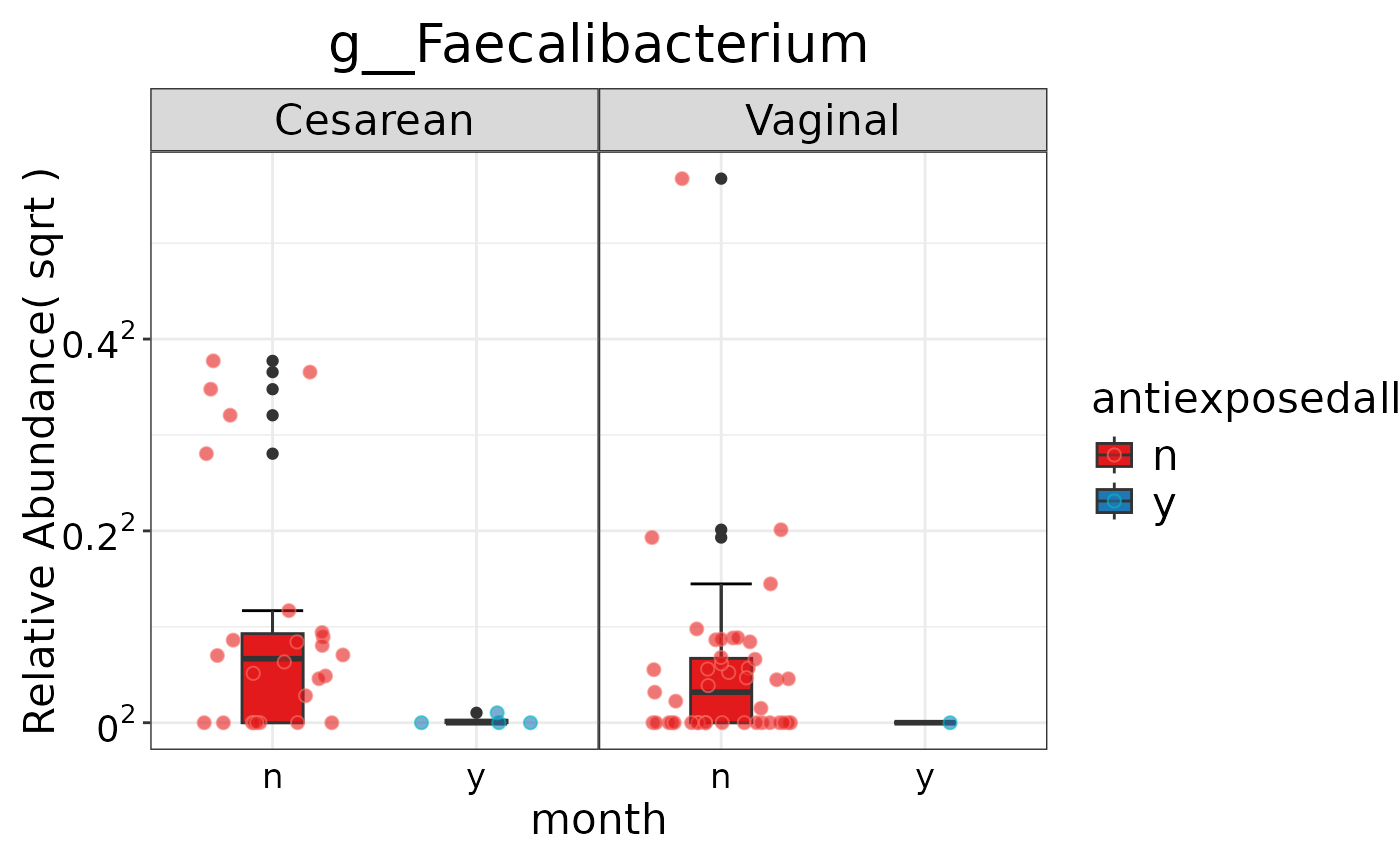 g__Faecalibacterium
Cesarean
Vaginal
Relative Abundance( sqrt )
0.4²
0.2²
0²
n
y
n
y
month
antiexposedall
n
y